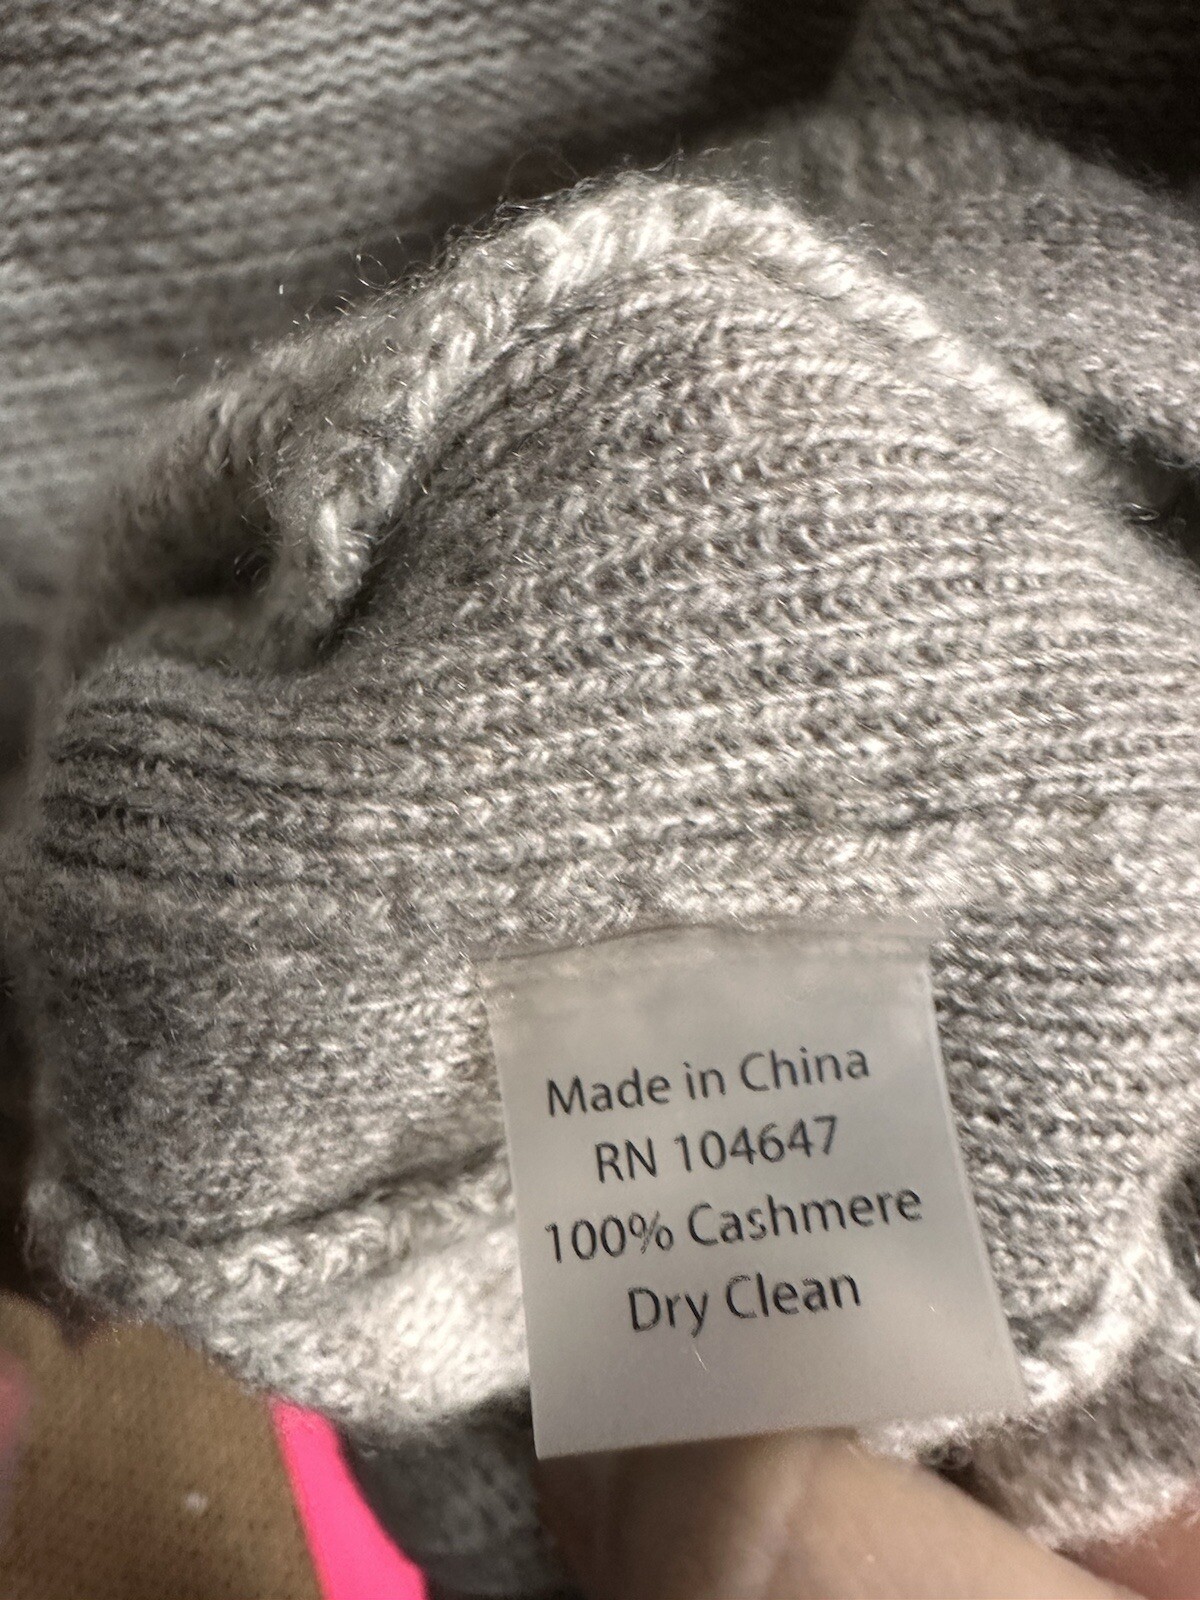 Made in China
RN 104647
100% Cashmere
Dry Clean